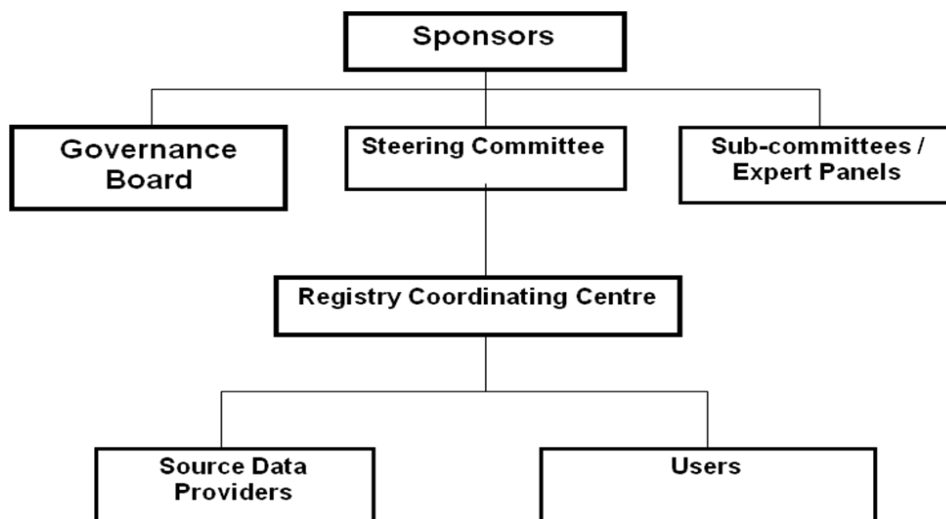 Sponsors
Governance
Board
Steering Committee
Sub-committees /
Expert Panels
Registry Coordinating Centre
Source Data
Providers
Users